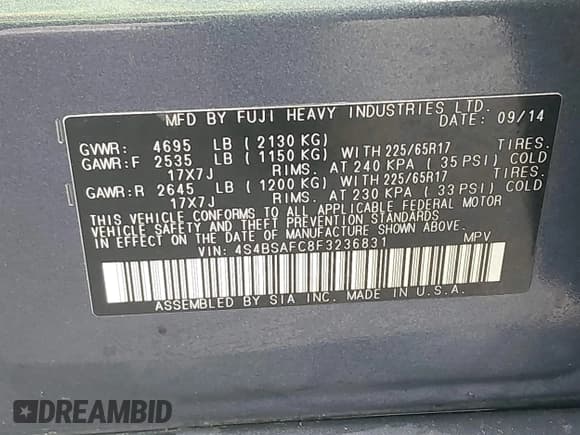 MFD BY FUJI HEAVY INDUSTRIES LTD.
DATE: 09/14
GVWR: 4695 LB ( 2130 KG)
GAWR:F 2535 LB ( 1150 KG) WITH 225/65R17 TIRES.
17X7J RIMS. AT 240 KPA ( 35 PSI) COLD
GAWR:R 2645 LB ( 1200 KG) WITH 225/65R17 TIRES.
17X7J RIMS. AT 230 KPA ( 33 PSI) COLD
THIS VEHICLE CONFORMS TO ALL APPLICABLE FEDERAL MOTOR
VEHICLE SAFETY AND THEFT PREVENTION STANDARDS
IN EFFECT ON THE DATE OF MANUFACTURE SHOWN ABOVE.
VIN: 4S4BSAFC8F3236831 MPV
ASSEMBLED BY SIA INC. MADE IN U.S.A.
DREAMBID